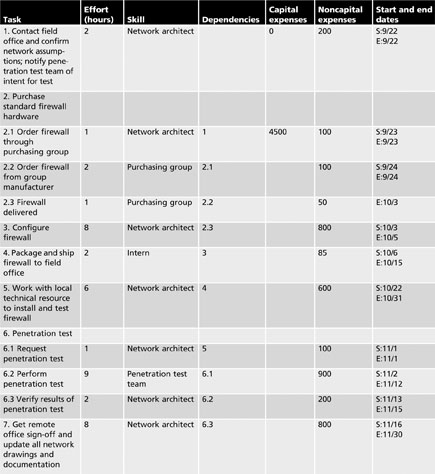 Task Effort (hours) Skill Dependencies Capital expenses Noncapital expenses Start and end dates
1. Contact field office and confirm network assump-tions; notify pene-tration test team of intent for test 2 Network architect 0 200 S:9/22 E:9/22
2. Purchase standard firewall hardware
2.1 Order firewall through purchasing group 1 Network architect 1 4500 100 S:9/23 E:9/23
2.2 Order firewall from group manufacturer 2 Purchasing group 2.1 100 S:9/24 E:9/24
2.3 Firewall delivered 1 Purchasing group 2.2 50 E:10/3
3. Configure firewall 8 Network architect 2.3 800 S:10/3 E:10/5
4. Package and ship firewall to field office 2 Intern 3 85 S:10/6 E:10/15
5. Work with local technical resource to install and test firewall 6 Network architect 4 600 S:10/22 E:10/31
6. Penetration test
6.1 Request penetration test 1 Network architect 5 100 S:11/1 E:11/1
6.2 Perform penetration test 9 Penetration test team 6.1 900 S:11/2 E:11/12
6.3 Verify results of penetration test 2 Network architect 6.2 200 S:11/13 E:11/15
7. Get remote office sign-off and update all network drawings and documentation 8 Network architect 6.3 800 S:11/16 E:11/30